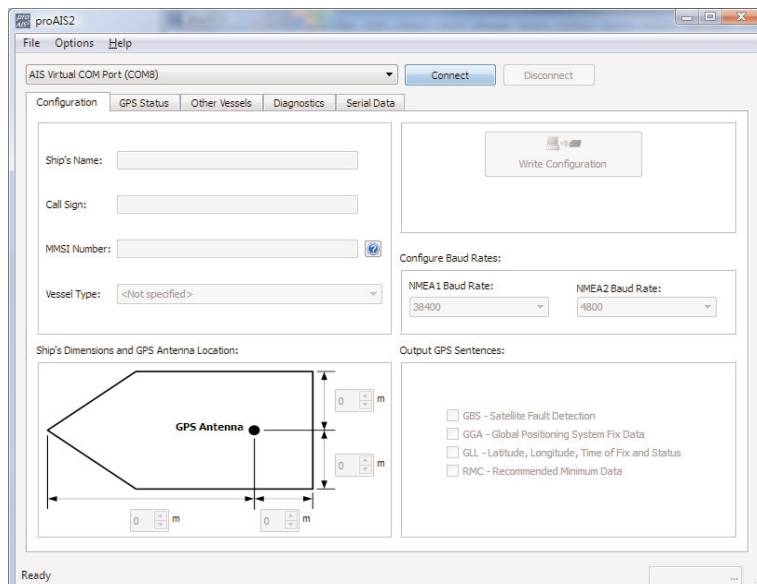 proAIS2
File Options Help
AIS Virtual COM Port (COM8)
Connect
Disconnect
Configuration GPS Status Other Vessels Diagnostics Serial Data
Ship's Name:
Call Sign:
MMSI Number:
Vessel Type: <Not specified>
Write Configuration
Configure Baud Rates:
NMEA1 Baud Rate:
38400
NMEA2 Baud Rate:
4800
Ship's Dimensions and GPS Antenna Location:
GPS Antenna
0 m
0 m
0 m
0 m
Output GPS Sentences:
GBS - Satellite Fault Detection
GGA - Global Positioning System Fix Data
GLL - Latitude, Longitude, Time of Fix and Status
RMC - Recommended Minimum Data
Ready
...